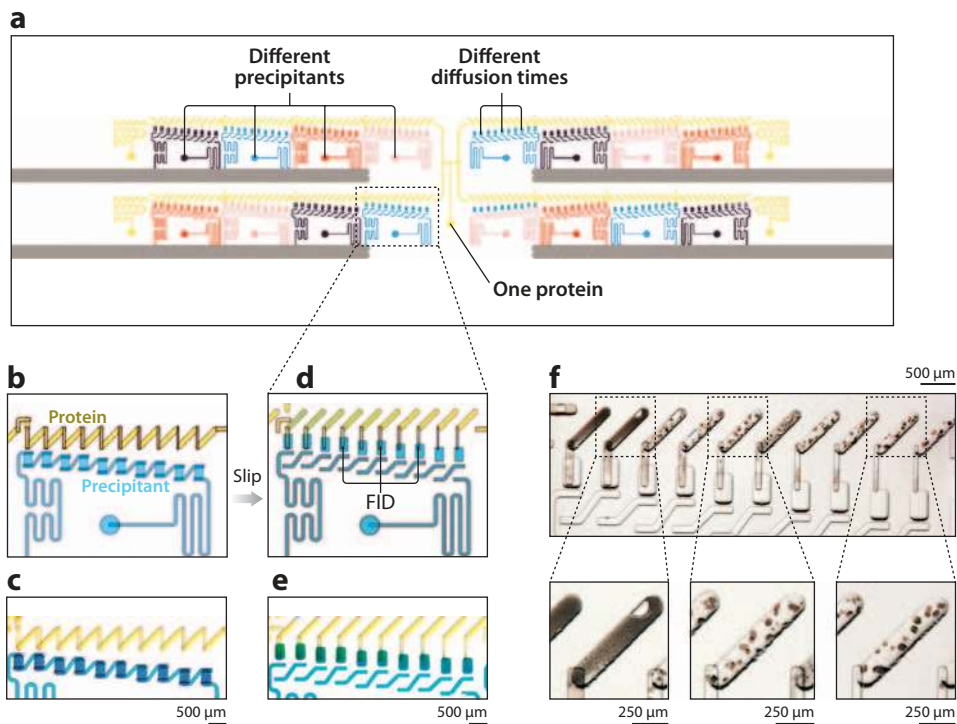 a
Different
precipitants
Different
diffusion times
One protein
b
Protein
Precipitant
Slip
d
FID
f
500 µm
c
500 µm
e
500 µm
250 µm
250 µm
250 µm